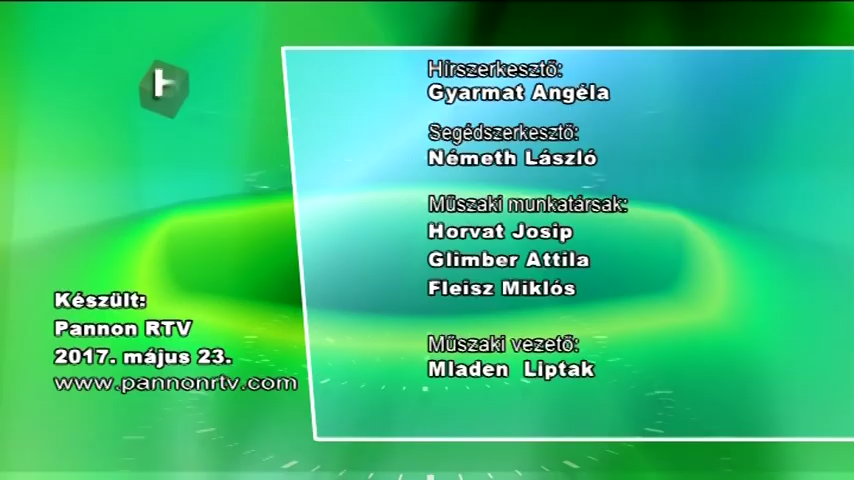 H
Hírszerkesztő:
Gyarmat Angéla
Segédszerkesztő:
Németh László
Műszaki munkatársak:
Horvat Josip
Glimber Attila
Fleisz Miklós
Műszaki vezető:
Mladen Liptak
Készült:
Pannon RTV
2017. május 23.
www.pannonrtv.com